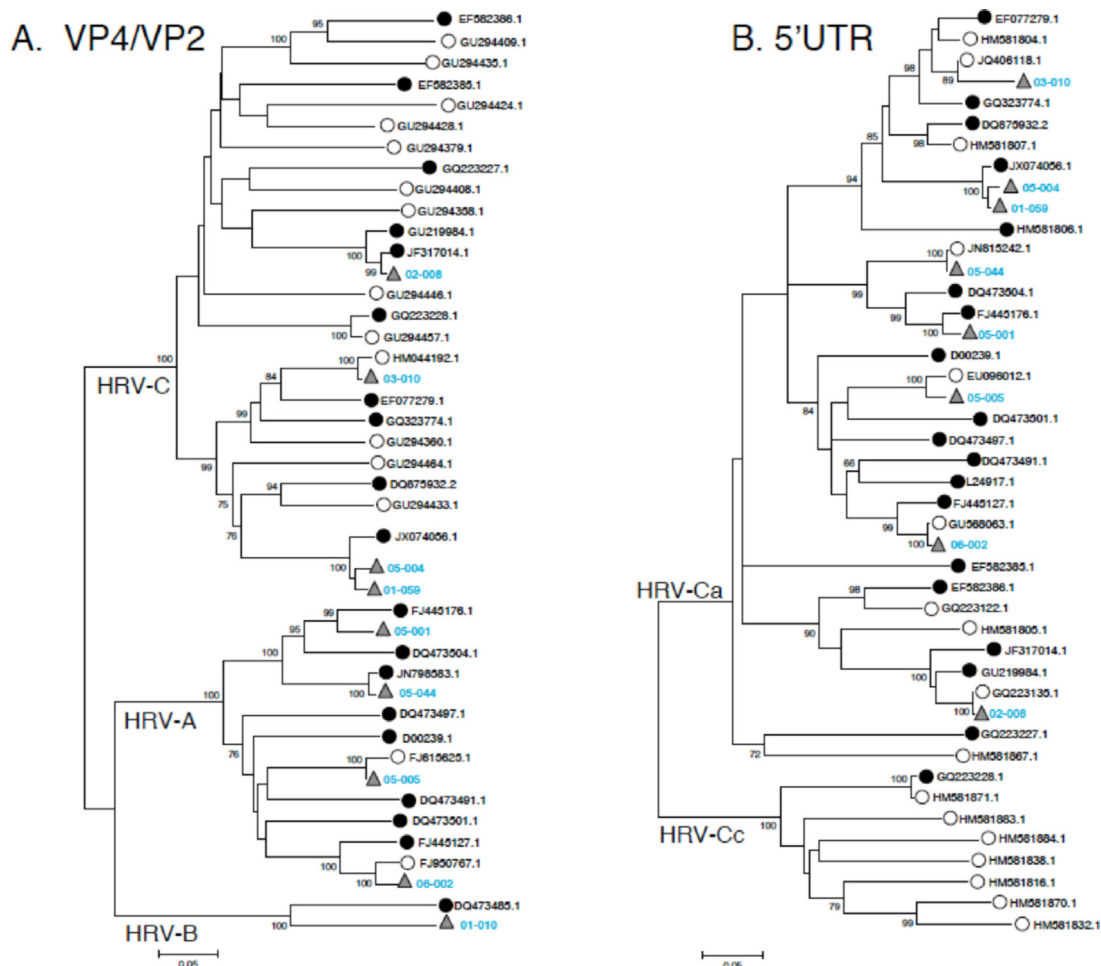 A. VP4/VP2
95
EF582386.1
100
GU294409.1
GU294435.1
EF582385.1
GU294424.1
GU294428.1
GU294379.1
GQ223227.1
GU294408.1
GU294358.1
GU219984.1
100
JF317014.1
99
02-008
GU294446.1
GQ223228.1
100
GU294457.1
100
HRV-C
100
HM044192.1
84
03-010
EF077279.1
99
GQ323774.1
GU294360.1
99
GU294464.1
75
94
DQ875932.2
GU294433.1
76
JX074056.1
100
05-004
01-059
99
FJ445176.1
95
05-001
100
DQ473504.1
JN798583.1
100
05-044
100
HRV-A
DQ473497.1
76
D00239.1
100
FJ615625.1
05-005
DQ473491.1
DQ473501.1
FJ445127.1
100
FJ950767.1
100
06-002
DQ473485.1
100
01-010
HRV-B
0.05
B. 5'UTR
EF077279.1
HM581804.1
98
JQ406118.1
89
03-010
GQ323774.1
85
DQ875932.2
98
HM581807.1
94
JX074056.1
100
05-004
01-059
HM581806.1
JN815242.1
05-044
99
DQ473504.1
99
FJ445176.1
100
05-001
D00239.1
EU096012.1
100
05-005
84
DQ473501.1
DQ473497.1
66
DQ473491.1
L24917.1
FJ445127.1
99
GU568063.1
100
06-002
EF582385.1
HRV-Ca
98
EF582386.1
GQ223122.1
90
HM581805.1
JF317014.1
100
GU219984.1
GQ223135.1
100
02-008
GQ223227.1
72
HM581867.1
100
GQ223228.1
HM581871.1
HRV-Cc
100
HM581883.1
HM581884.1
HM581838.1
HM581816.1
79
HM581870.1
99
HM581832.1
0.05